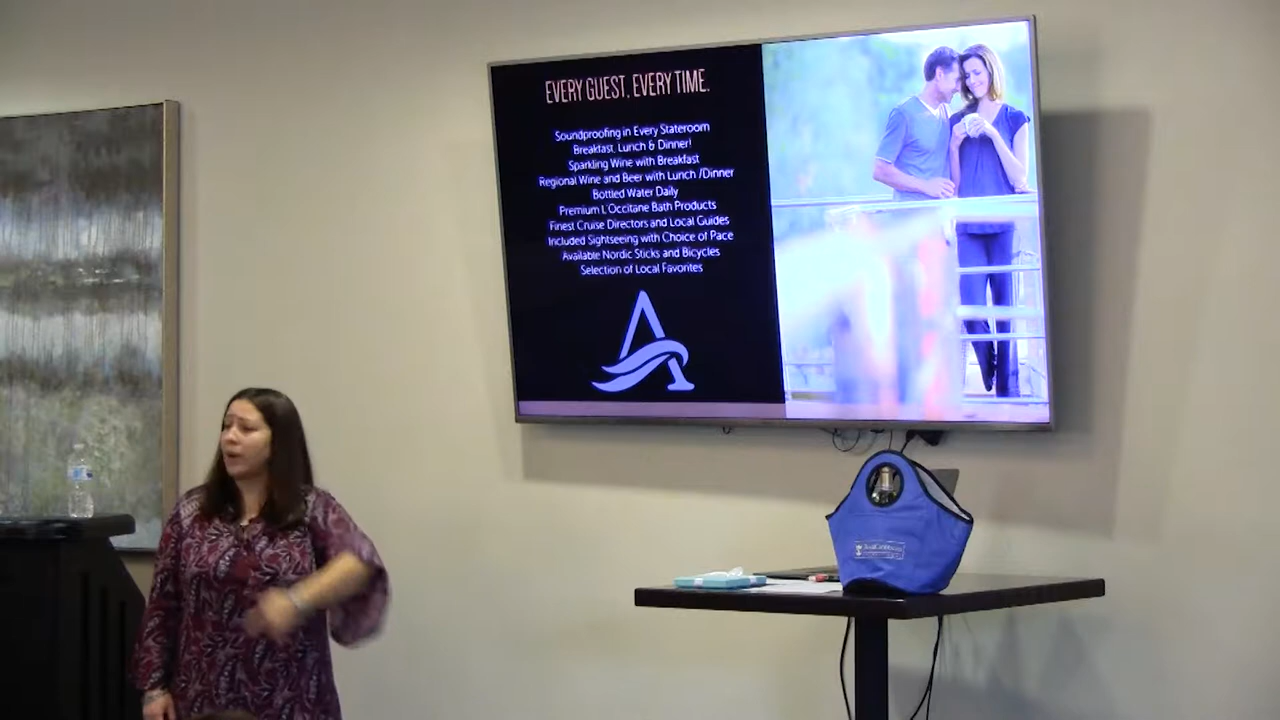 EVERY GUEST. EVERY TIME.
Soundproofing in Every Stateroom
Breakfast, Lunch & Dinner!
Sparkling Wine with Breakfast
Regional Wine and Beer with Lunch /Dinner
Bottled Water Daily
Premium L'Occitane Bath Products
Finest Cruise Directors and Local Guides
Included Sightseeing with Choice of Pace
Available Nordic Sticks and Bicycles
Selection of Local Favorites
A